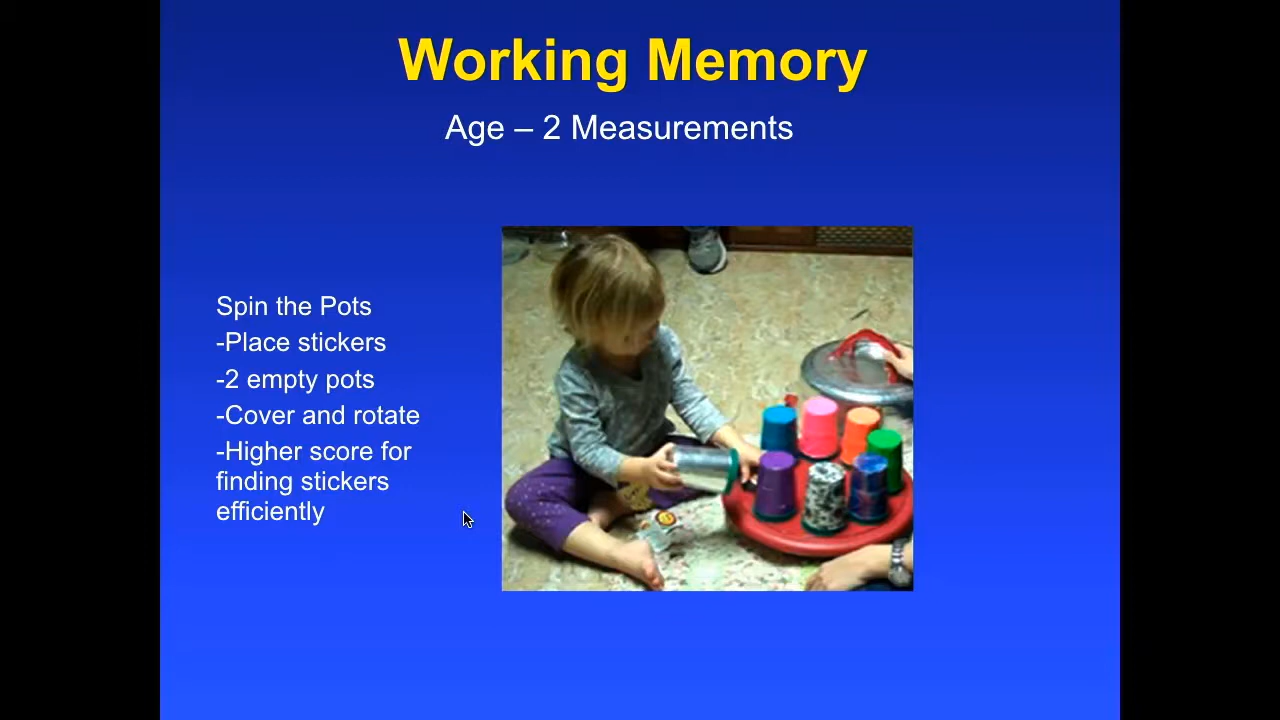 Working Memory
Age – 2 Measurements
Spin the Pots
-Place stickers
-2 empty pots
-Cover and rotate
-Higher score for
finding stickers
efficiently